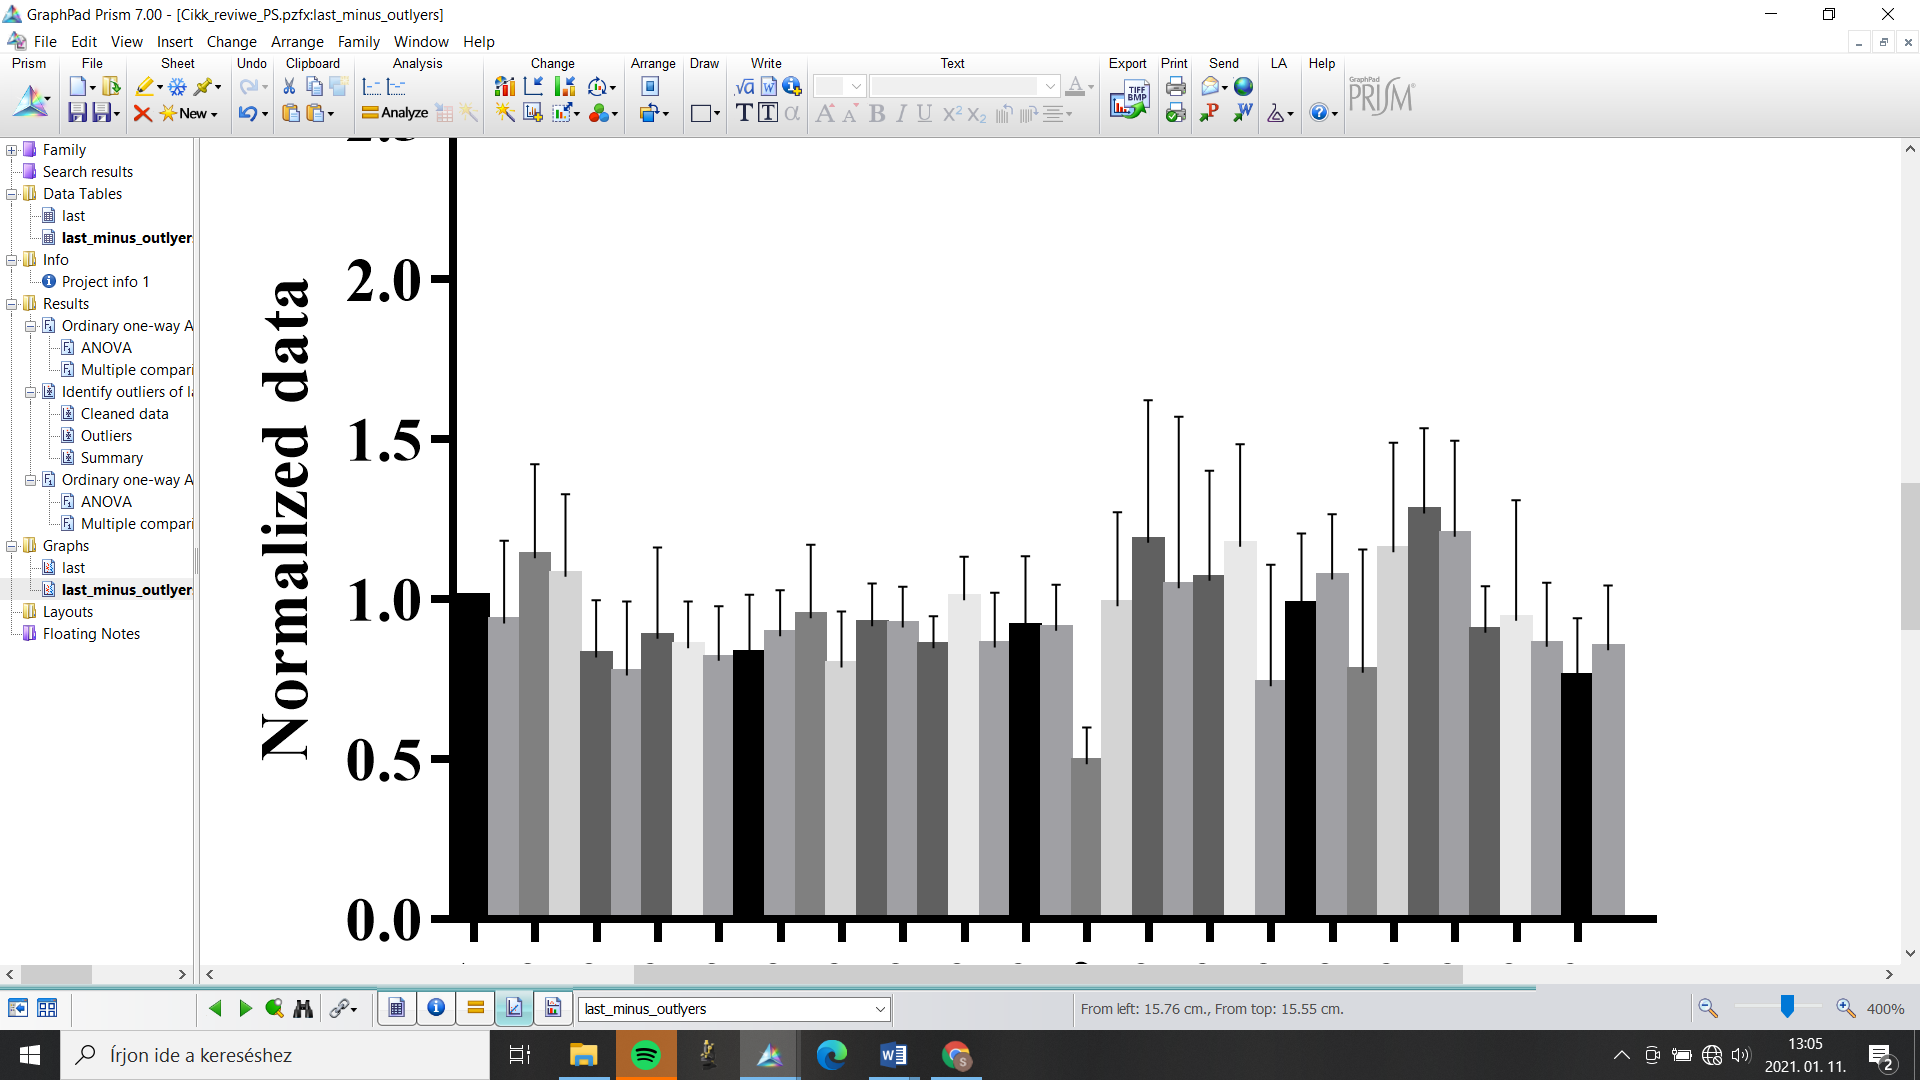 GraphPad Prism 7.00 - [Cikk_reviwe_PS.pzfx:last_minus_outlyers]
File Edit View Insert Change Arrange Family Window Help
Prism File Sheet Undo Clipboard Analysis Change Arrange Draw Write Text Export Print Send LA Help
New
Analyze
TIFF
BMP
GraphPad
PRISM
Family
Search results
Data Tables
last
last_minus_outlyer
Info
Project info 1
Results
Ordinary one-way A
ANOVA
Multiple compari
Identify outliers of l
Cleaned data
Outliers
Summary
Ordinary one-way A
ANOVA
Multiple compari
Graphs
last
last_minus_outlyer
Layouts
Floating Notes
Normalized data
2.0
1.5
1.0
0.5
0.0
last_minus_outlyers
From left: 15.76 cm., From top: 15.55 cm.
400%
Írjon ide a kereséshez
13:05
2021. 01. 11.
2